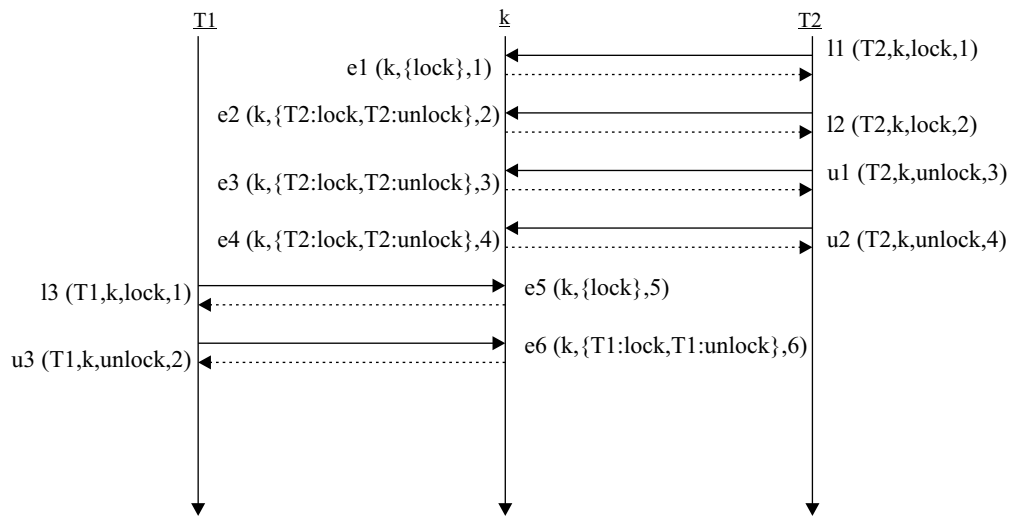 T1 k T2
l1 (T2,k,lock,1)
e1 (k,{lock},1)
e2 (k,{T2:lock,T2:unlock},2)
l2 (T2,k,lock,2)
u1 (T2,k,unlock,3)
e3 (k,{T2:lock,T2:unlock},3)
e4 (k,{T2:lock,T2:unlock},4)
u2 (T2,k,unlock,4)
l3 (T1,k,lock,1)
e5 (k,{lock},5)
u3 (T1,k,unlock,2)
e6 (k,{T1:lock,T1:unlock},6)